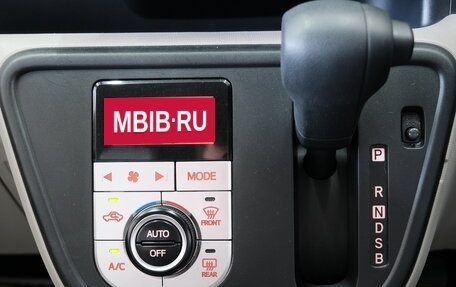 MBIB·RU
MODE
FRONT
AUTO
OFF
A/C
REAR
P
R
N
D
S
B